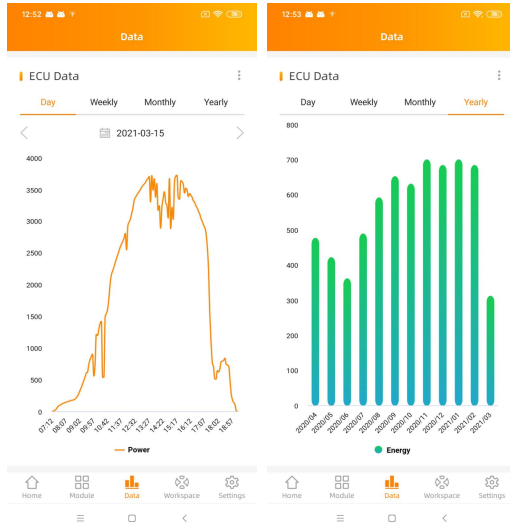 12:52
Data
ECU Data
Day Weekly Monthly Yearly
2021-03-15
4000
3500
3000
2500
2000
1500
1000
500
0
07:12 08:07 09:02 09:57 10:42 11:37 12:32 13:27 14:22 15:17 16:12 17:07 18:02 18:57
Power
Home Module Data Workspace Settings
12:53
Data
ECU Data
Day Weekly Monthly Yearly
800
700
600
500
400
300
200
100
0
2020/04 2020/05 2020/06 2020/07 2020/08 2020/09 2020/10 2020/11 2020/12 2021/01 2021/02 2021/03
Energy
Home Module Data Workspace Settings